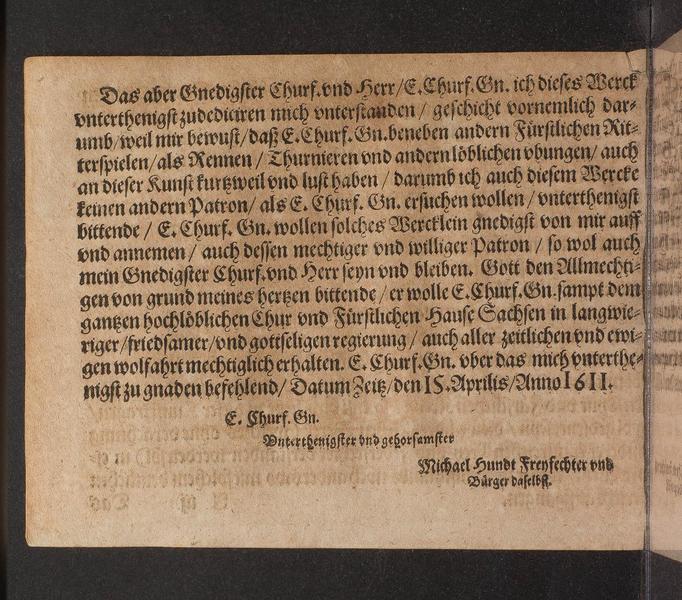 Das aber Gnedigster Churf. vnd Herr/E. Churf. Gn. ich dieses Werck
vnterthenigst zudediciren mich vnterstanden / geschicht vornemlich dar-
umb/weil mir bewust/daß E. Churf. Gn. beneben andern Fürstlichen Rit-
terspielen/als Rennen / Thurnieren vnd andern löblichen vbungen/ auch
an dieser Kunst kurtzweil vnd lust haben / darumb ich auch diesem Wercke
keinen andern Patron/ als E. Churf. Gn. ersuchen wollen / vnterthenigst
bittende / E. Churf. Gn. wollen solches Wercklein gnedigst von mir auff
vnd annemen / auch dessen mechtiger vnd williger Patron / so wol auch
mein Gnedigster Churf. vnd Herr seyn vnd bleiben. Gott den Allmechti-
gen von grund meines hertzen bittende / er wolle E. Churf. Gn. sampt dem
gantzen hochlöblichen Chur vnd Fürstlichen Hause Sachsen in langwie-
riger/friedsamer/vnd gottseligen regierung / auch aller zeitlichen vnd ewi-
gen wolfahrt mechtiglich erhalten. E. Churf. Gn. vber das mich vnterthe-
nigst zu gnaden befehlend/ Datum Zeitz/den 15. Aprilis/Anno 1611.
E. Churf. Gn.
Vnterthenigster vnd gehorsamster
Michael Hundt Freyfechter vnd
Bürger daselbst.